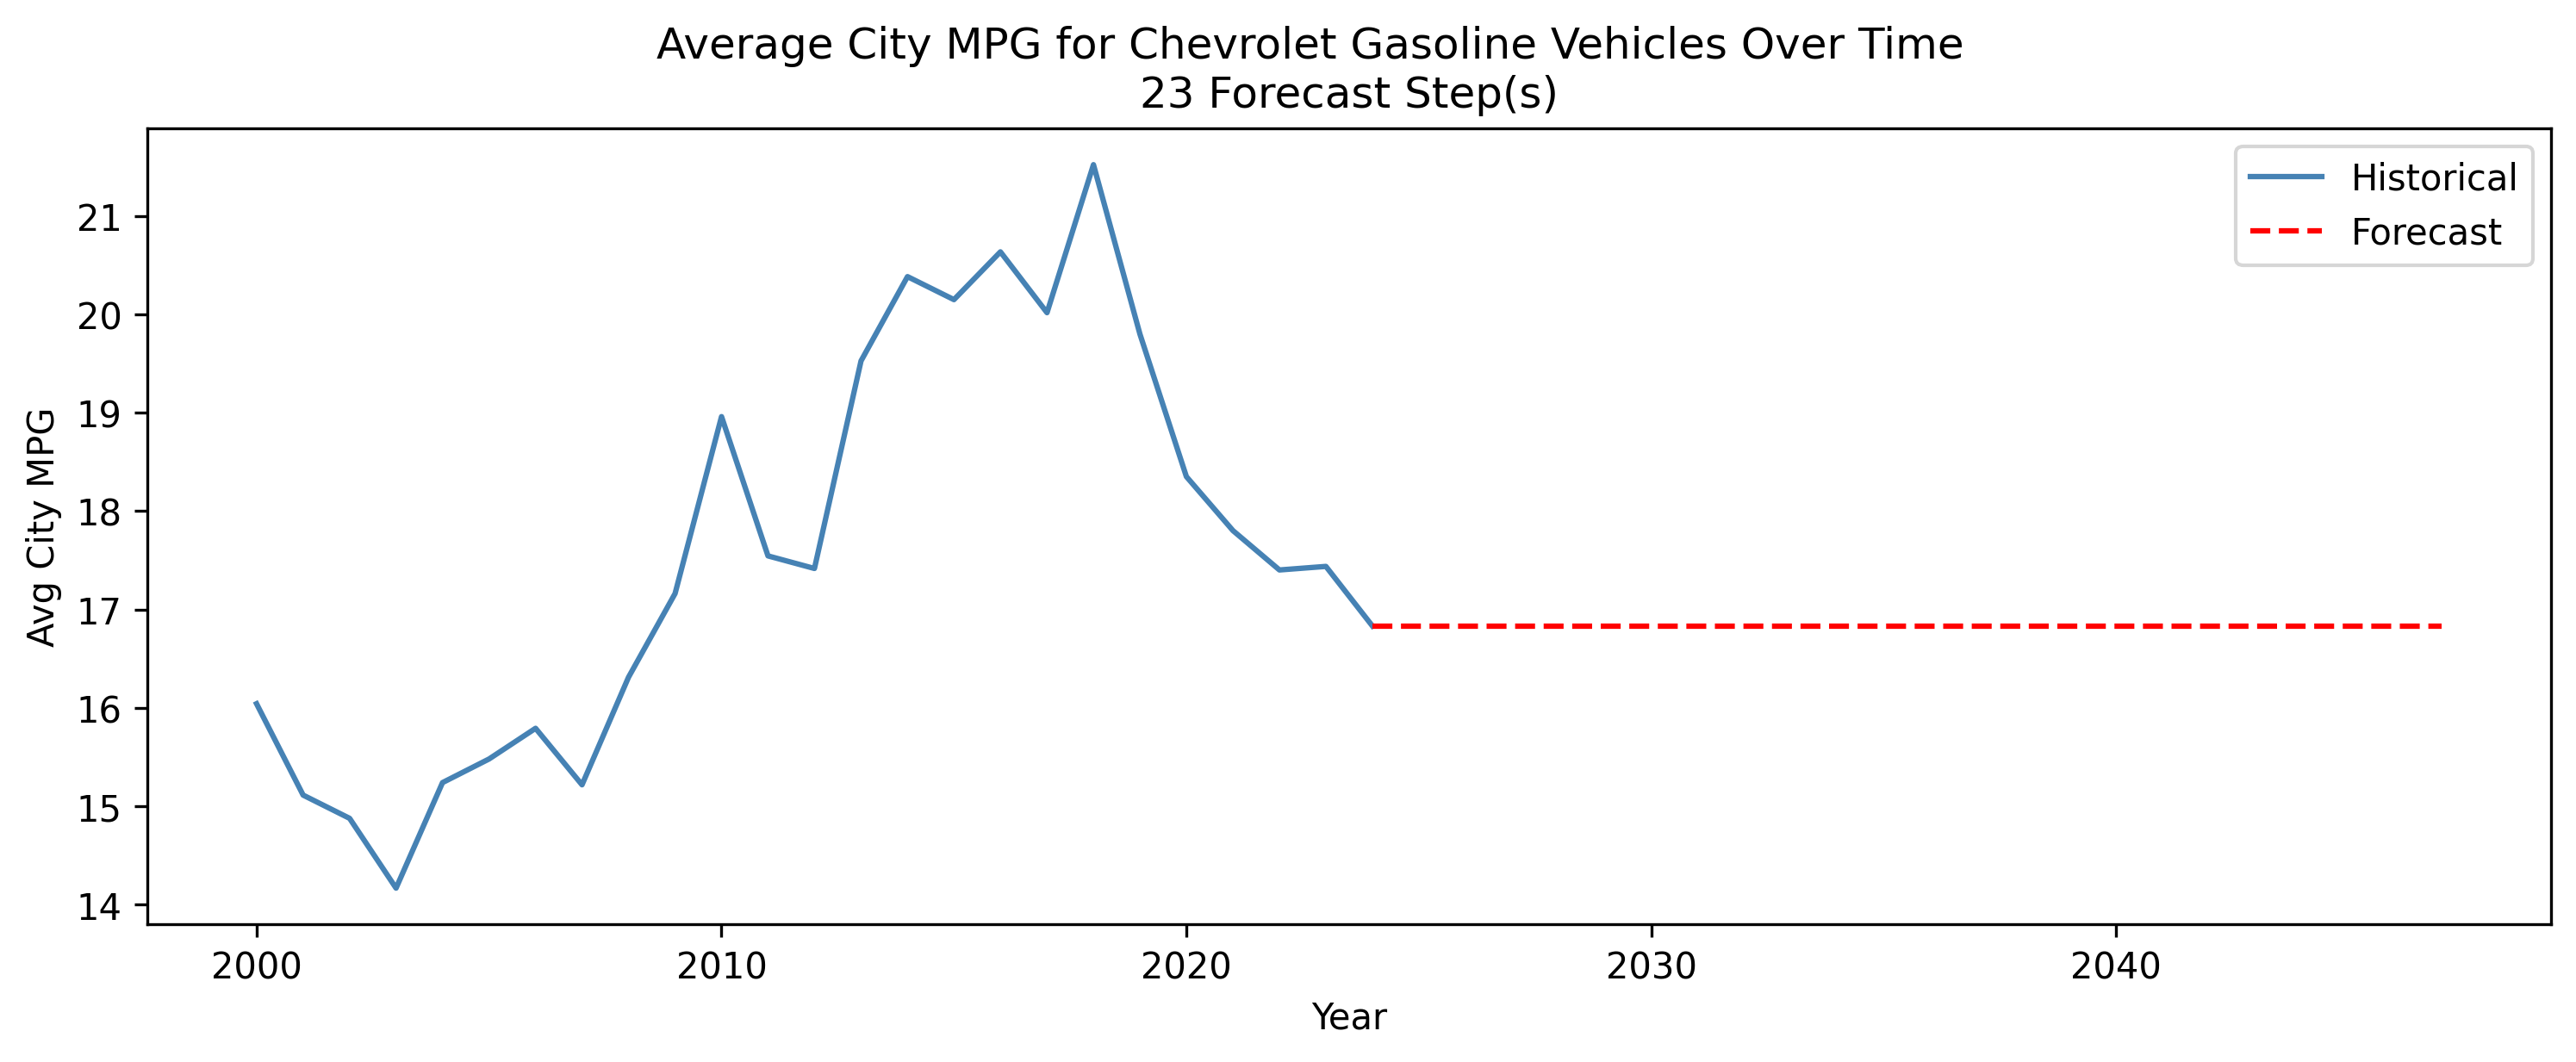 Average City MPG for Chevrolet Gasoline Vehicles Over Time
23 Forecast Step(s)
Historical
Forecast
Avg City MPG
21
20
19
18
17
16
15
14
2000
2010
2020
2030
2040
Year